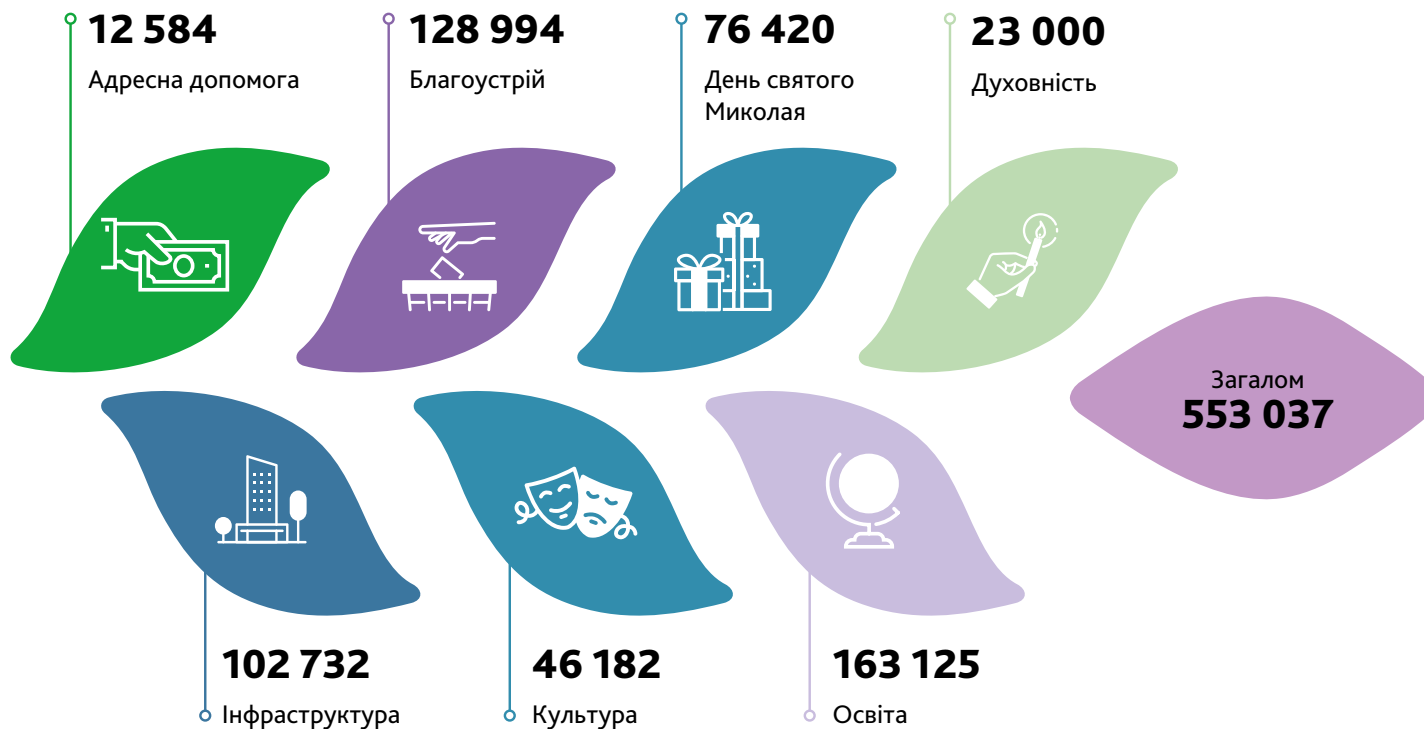 12 584
Адресна допомога
128 994
Благоустрій
76 420
День святого
Миколая
23 000
Духовність
Загалом
553 037
102 732
Інфраструктура
46 182
Культура
163 125
Освіта